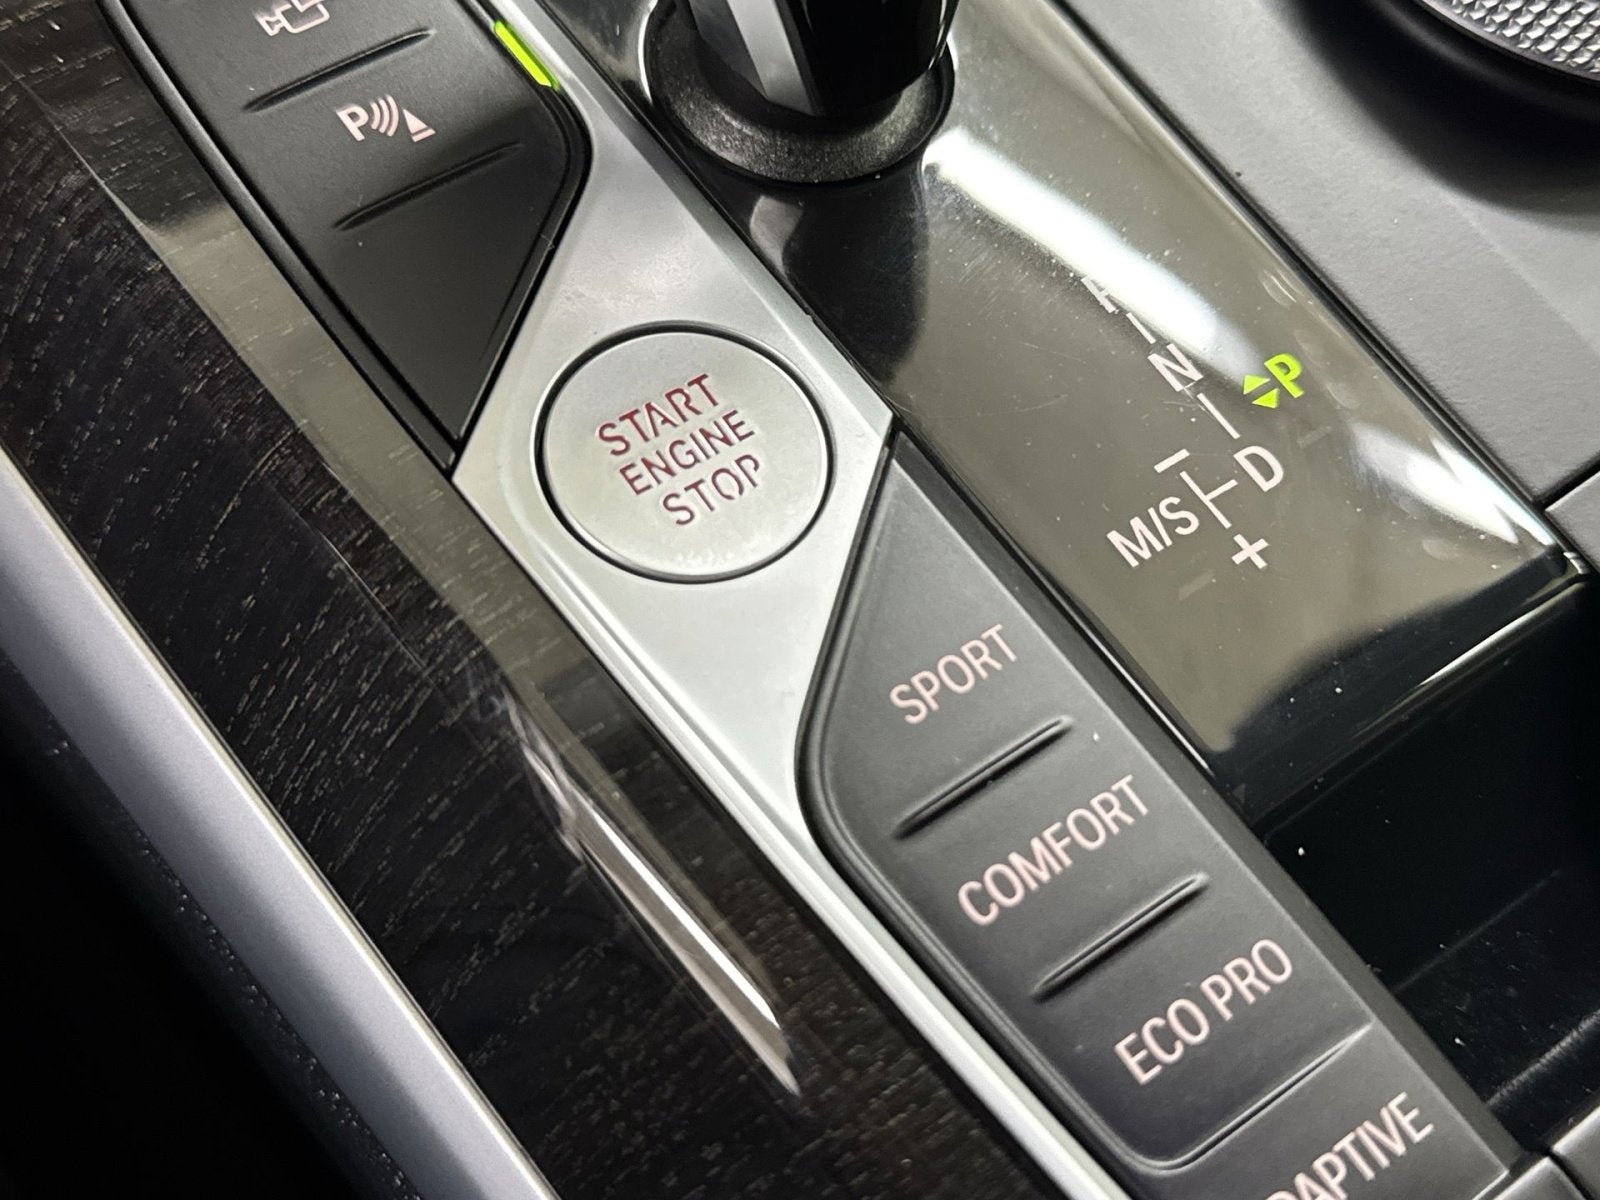 P
START
ENGINE
STOP
N
P
D
M/S
+
SPORT
COMFORT
ECO PRO